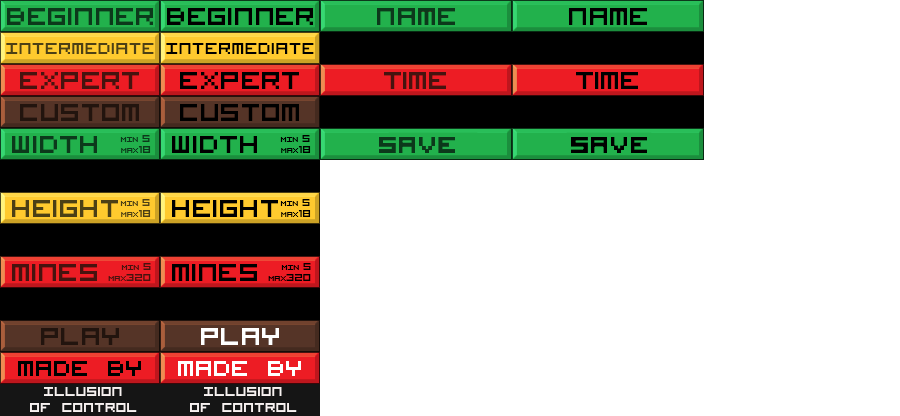 BEGINNER BEGINNER NAME NAME
INTERMEDIATE INTERMEDIATE
EXPERT EXPERT TIME TIME
CUSTOM CUSTOM
WIDTH MIN 5 MAX18 WIDTH MIN 5 MAX18 SAVE SAVE
HEIGHT MIN 5 MAX18 HEIGHT MIN 5 MAX18
MINES MIN 5 MAX320 MINES MIN 5 MAX320
PLAY PLAY
MADE BY MADE BY
ILLUSION ILLUSION
OF CONTROL OF CONTROL